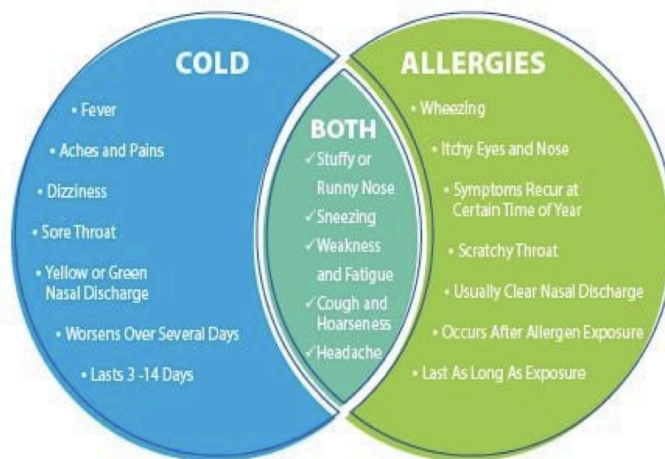 COLD
• Fever
• Aches and Pains
• Dizziness
• Sore Throat
• Yellow or Green
Nasal Discharge
• Worsens Over Several Days
• Lasts 3 -14 Days
BOTH
✓Stuffy or
Runny Nose
✓Sneezing
✓Weakness
and Fatigue
✓Cough and
Hoarseness
✓Headache
ALLERGIES
• Wheezing
• Itchy Eyes and Nose
• Symptoms Recur at
Certain Time of Year
• Scratchy Throat
• Usually Clear Nasal Discharge
• Occurs After Allergen Exposure
• Last As Long As Exposure